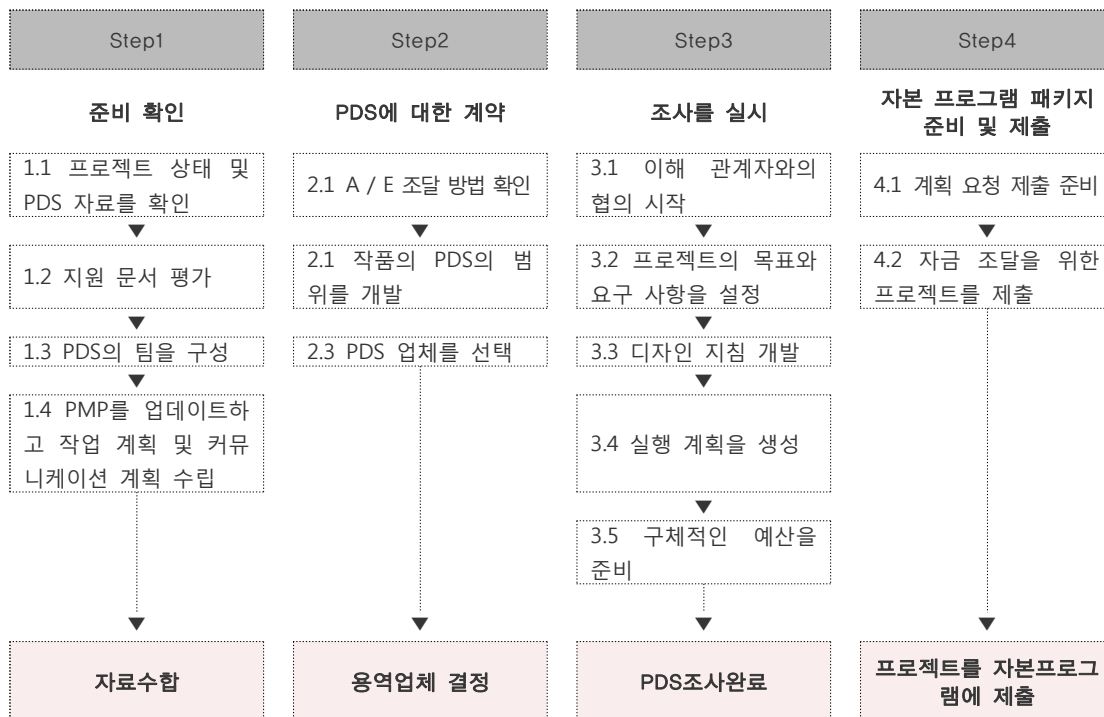 Step1
준비 확인
1.1 프로젝트 상태 및
PDS 자료를 확인
1.2 지원 문서 평가
1.3 PDS의 팀을 구성
1.4 PMP를 업데이트하
고 작업 계획 및 커뮤
니케이션 계획 수립
자료수합
Step2
PDS에 대한 계약
2.1 A / E 조달 방법 확인
2.1 작품의 PDS의 범
위를 개발
2.3 PDS 업체를 선택
용역업체 결정
Step3
조사를 실시
3.1 이해 관계자와의
협의 시작
3.2 프로젝트의 목표와
요구 사항을 설정
3.3 디자인 지침 개발
3.4 실행 계획을 생성
3.5 구체적인 예산을
준비
PDS조사완료
Step4
자본 프로그램 패키지
준비 및 제출
4.1 계획 요청 제출 준비
4.2 자금 조달을 위한
프로젝트를 제출
프로젝트를 자본프로그
램에 제출